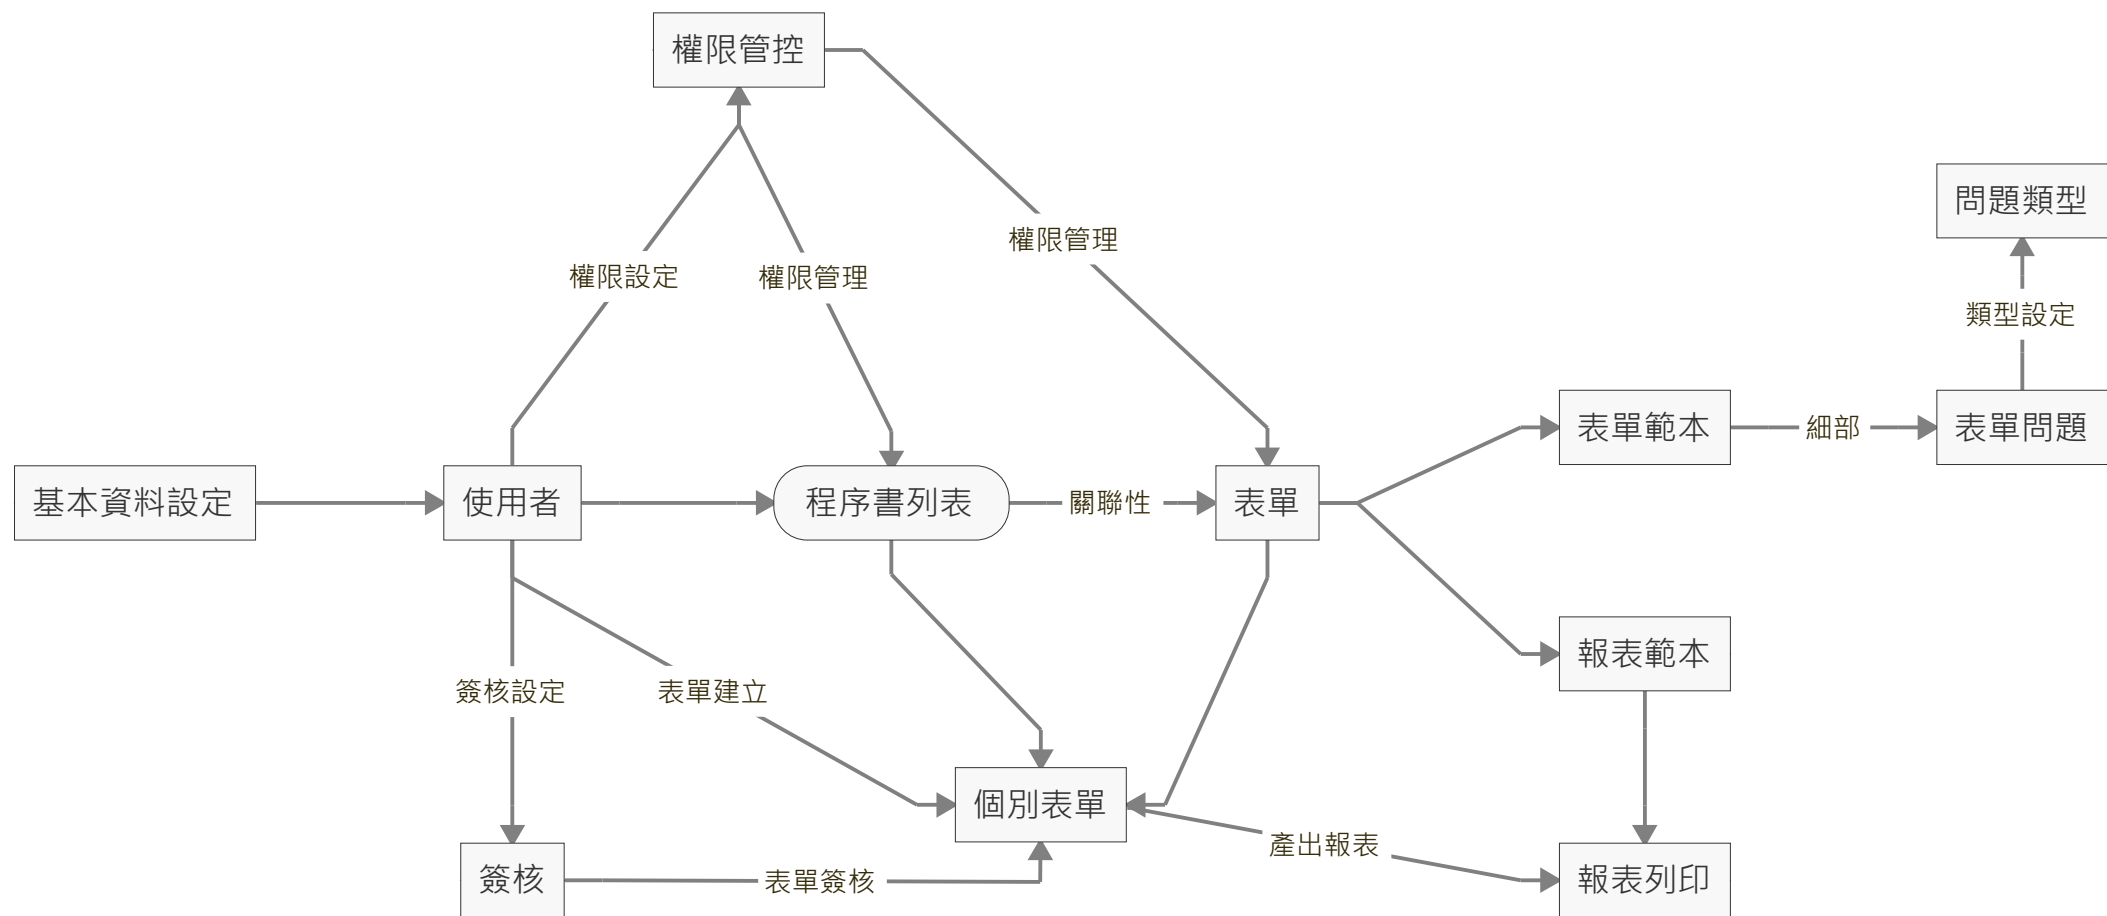 權限管控
權限管理
問題類型
權限設定
權限管理
類型設定
表單範本
細部
表單問題
基本資料設定
使用者
程序書列表
關聯性
表單
報表範本
簽核設定
表單建立
個別表單
產出報表
簽核
表單簽核
報表列印